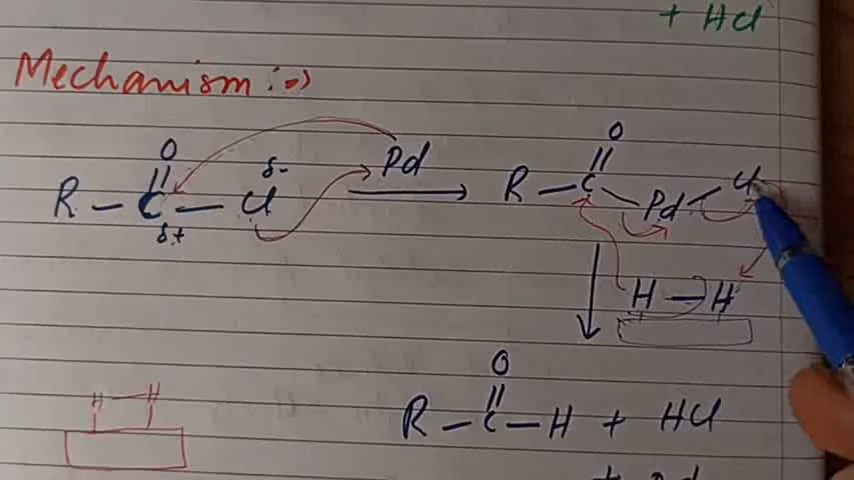 + HCl
Mechanism :-)
O
||
R – C – Cl
δ+ δ-
Pd
O
||
R – C – Pd – Cl
H – H
O
||
R – C – H + HCl
H – H